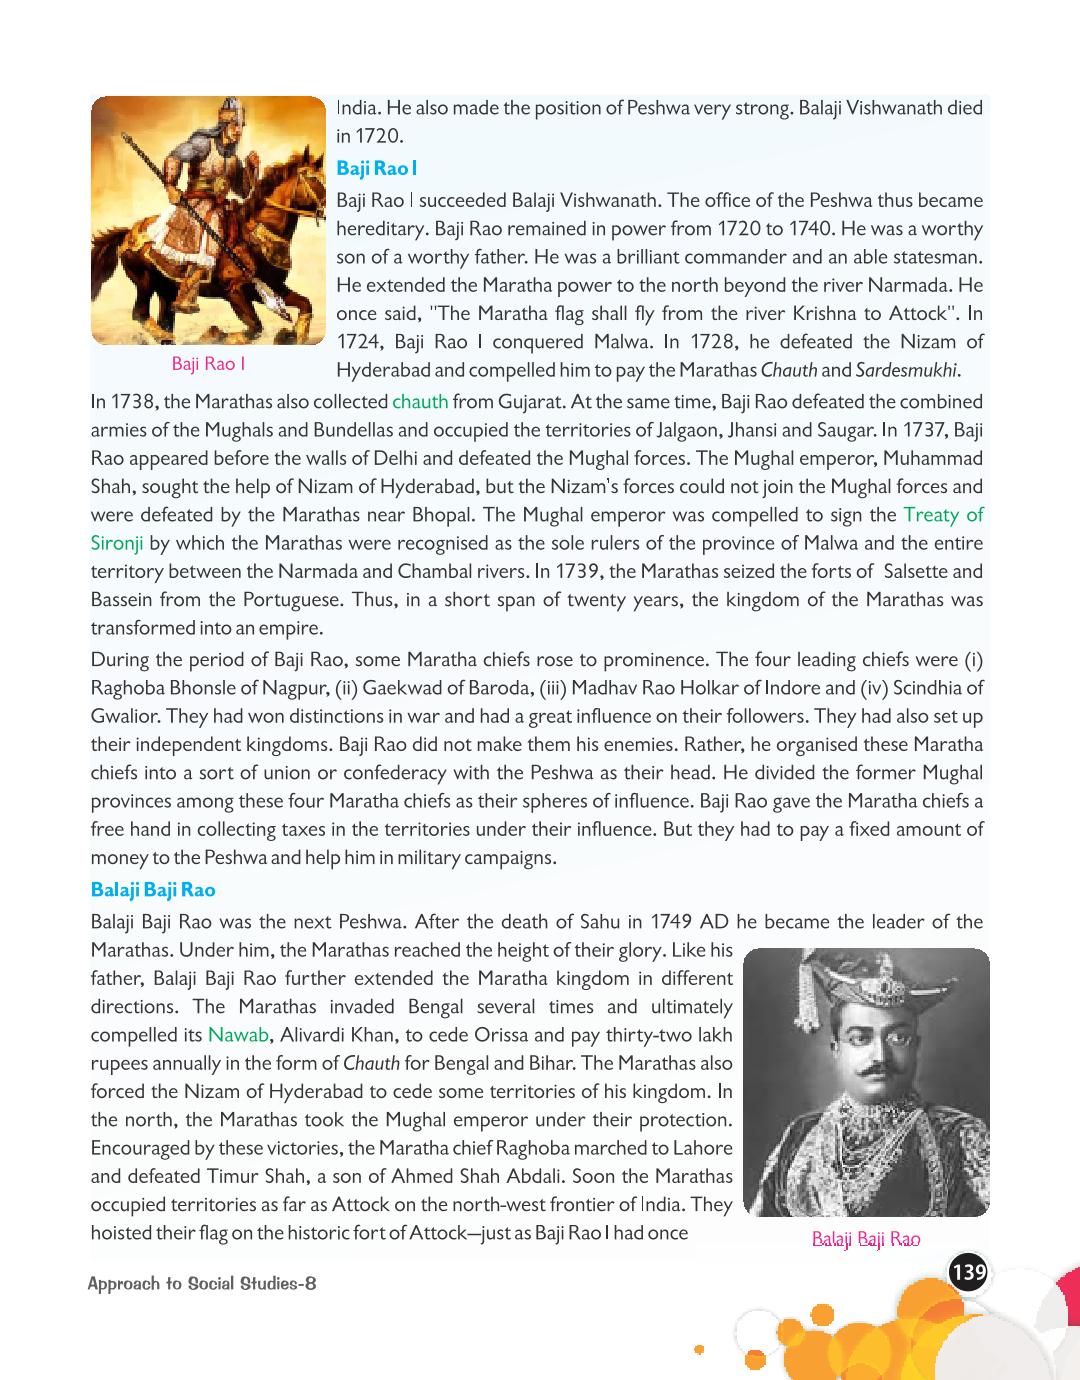 India. He also made the position of Peshwa very strong. Balaji Vishwanath died
in 1720.
Baji Rao I
Baji Rao I succeeded Balaji Vishwanath. The office of the Peshwa thus became
hereditary. Baji Rao remained in power from 1720 to 1740. He was a worthy
son of a worthy father. He was a brilliant commander and an able statesman.
He extended the Maratha power to the north beyond the river Narmada. He
once said, "The Maratha flag shall fly from the river Krishna to Attock". In
1724, Baji Rao I conquered Malwa. In 1728, he defeated the Nizam of
Hyderabad and compelled him to pay the Marathas Chauth and Sardesmukhi.
Baji Rao I
In 1738, the Marathas also collected chauth from Gujarat. At the same time, Baji Rao defeated the combined
armies of the Mughals and Bundellas and occupied the territories of Jalgaon, Jhansi and Saugar. In 1737, Baji
Rao appeared before the walls of Delhi and defeated the Mughal forces. The Mughal emperor, Muhammad
Shah, sought the help of Nizam of Hyderabad, but the Nizam's forces could not join the Mughal forces and
were defeated by the Marathas near Bhopal. The Mughal emperor was compelled to sign the Treaty of
Sironji by which the Marathas were recognised as the sole rulers of the province of Malwa and the entire
territory between the Narmada and Chambal rivers. In 1739, the Marathas seized the forts of Salsette and
Bassein from the Portuguese. Thus, in a short span of twenty years, the kingdom of the Marathas was
transformed into an empire.
During the period of Baji Rao, some Maratha chiefs rose to prominence. The four leading chiefs were (i)
Raghoba Bhonsle of Nagpur, (ii) Gaekwad of Baroda, (iii) Madhav Rao Holkar of Indore and (iv) Scindhia of
Gwalior. They had won distinctions in war and had a great influence on their followers. They had also set up
their independent kingdoms. Baji Rao did not make them his enemies. Rather, he organised these Maratha
chiefs into a sort of union or confederacy with the Peshwa as their head. He divided the former Mughal
provinces among these four Maratha chiefs as their spheres of influence. Baji Rao gave the Maratha chiefs a
free hand in collecting taxes in the territories under their influence. But they had to pay a fixed amount of
money to the Peshwa and help him in military campaigns.
Balaji Baji Rao
Balaji Baji Rao was the next Peshwa. After the death of Sahu in 1749 AD he became the leader of the
Marathas. Under him, the Marathas reached the height of their glory. Like his
father, Balaji Baji Rao further extended the Maratha kingdom in different
directions. The Marathas invaded Bengal several times and ultimately
compelled its Nawab, Alivardi Khan, to cede Orissa and pay thirty-two lakh
rupees annually in the form of Chauth for Bengal and Bihar. The Marathas also
forced the Nizam of Hyderabad to cede some territories of his kingdom. In
the north, the Marathas took the Mughal emperor under their protection.
Encouraged by these victories, the Maratha chief Raghoba marched to Lahore
and defeated Timur Shah, a son of Ahmed Shah Abdali. Soon the Marathas
occupied territories as far as Attock on the north-west frontier of India. They
hoisted their flag on the historic fort of Attock—just as Baji Rao I had once
Balaji Baji Rao
Approach to Social Studies-8
139